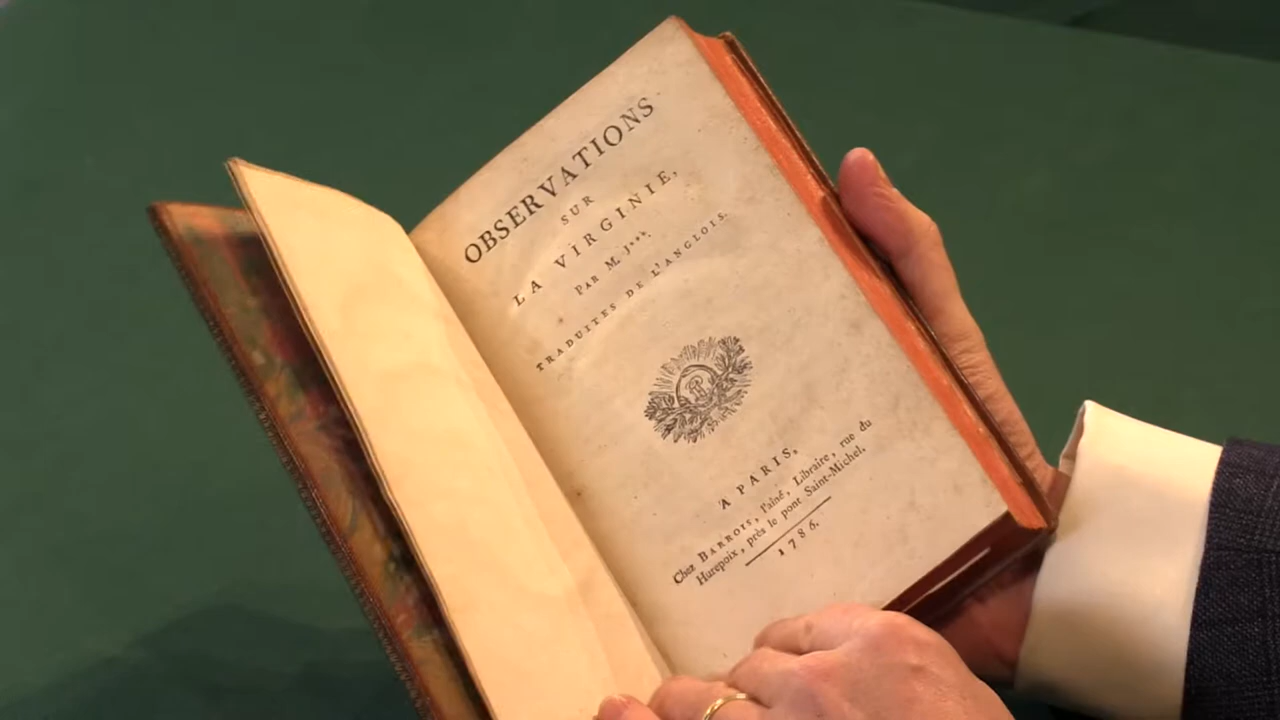 OBSERVATIONS
SUR
LA VIRGINIE,
PAR M. J***.
TRADUITES DE L'ANGLOIS.
A PARIS,
Chez BARROIS, l'aîné, Libraire, rue du
Hurepoix, près le pont Saint-Michel.
1786.